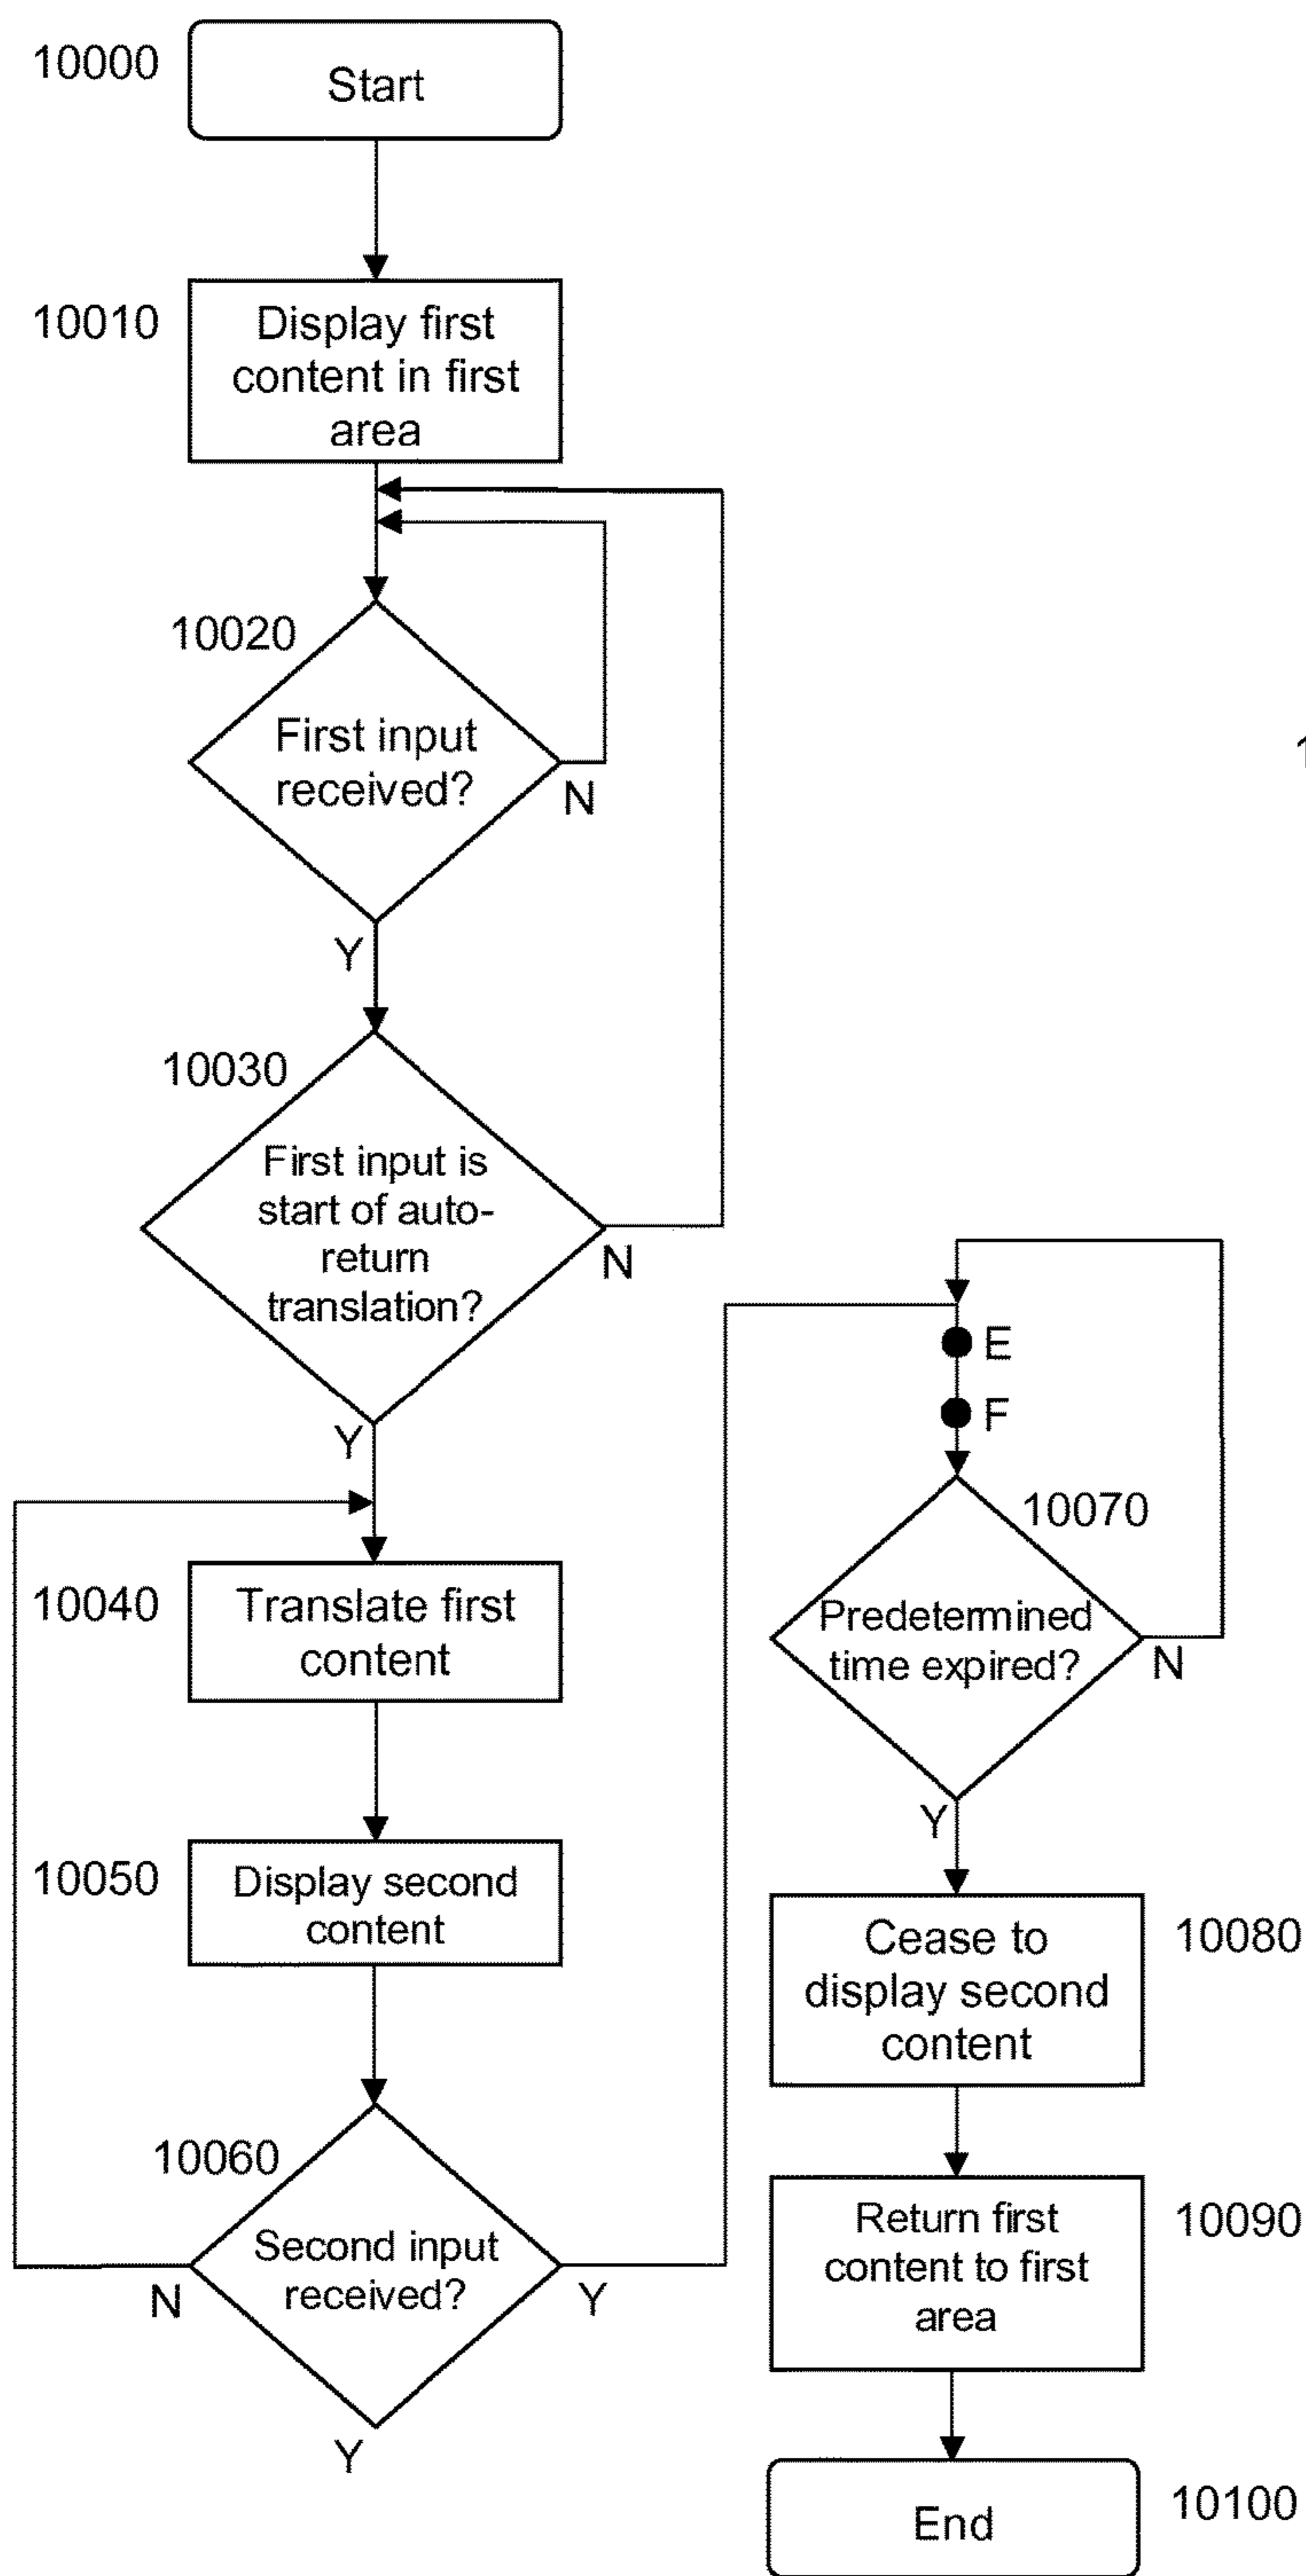 10000
Start
10010
Display first
content in first
area
10020
First input
received?
N
Y
10030
First input is
start of auto-
return
translation?
N
Y
10040
Translate first
content
10050
Display second
content
10060
Second input
received?
N
Y
Y
E
F
10070
Predetermined
time expired?
N
Y
10080
Cease to
display second
content
10090
Return first
content to first
area
End
10100